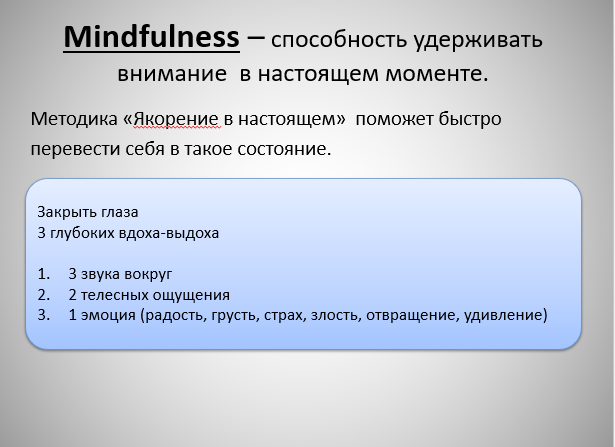 Mindfulness – способность удерживать
внимание в настоящем моменте.
Методика «Якорение в настоящем» поможет быстро
перевести себя в такое состояние.
Закрыть глаза
3 глубоких вдоха-выдоха
1. 3 звука вокруг
2. 2 телесных ощущения
3. 1 эмоция (радость, грусть, страх, злость, отвращение, удивление)